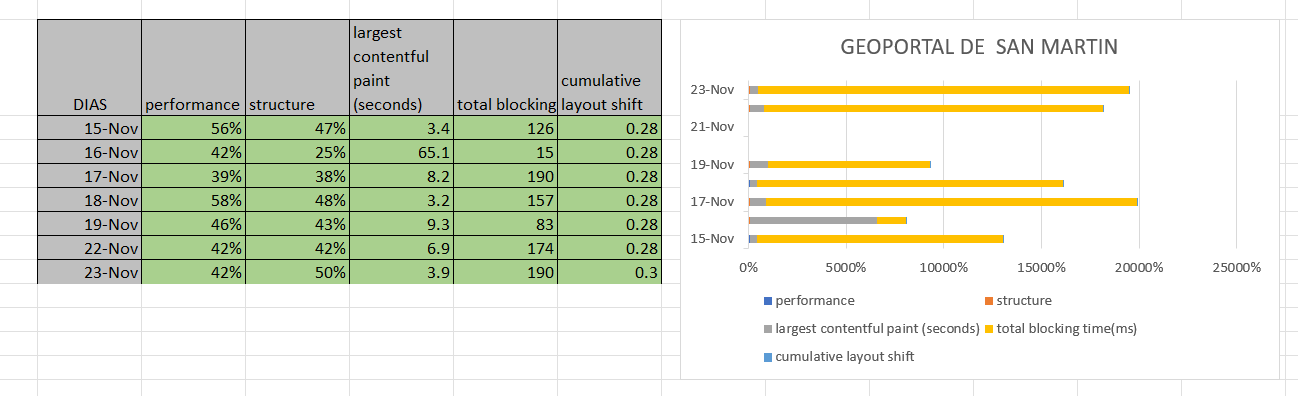 largest
contentful
paint
cumulative
DIAS performance structure (seconds) total blocking layout shift
15-Nov 56% 47% 3.4 126 0.28
16-Nov 42% 25% 65.1 15 0.28
17-Nov 39% 38% 8.2 190 0.28
18-Nov 58% 48% 3.2 157 0.28
19-Nov 46% 43% 9.3 83 0.28
22-Nov 42% 42% 6.9 174 0.28
23-Nov 42% 50% 3.9 190 0.3
GEOPORTAL DE SAN MARTIN
23-Nov
21-Nov
19-Nov
17-Nov
15-Nov
0% 5000% 10000% 15000% 20000% 25000%
performance structure
largest contentful paint (seconds) total blocking time(ms)
cumulative layout shift